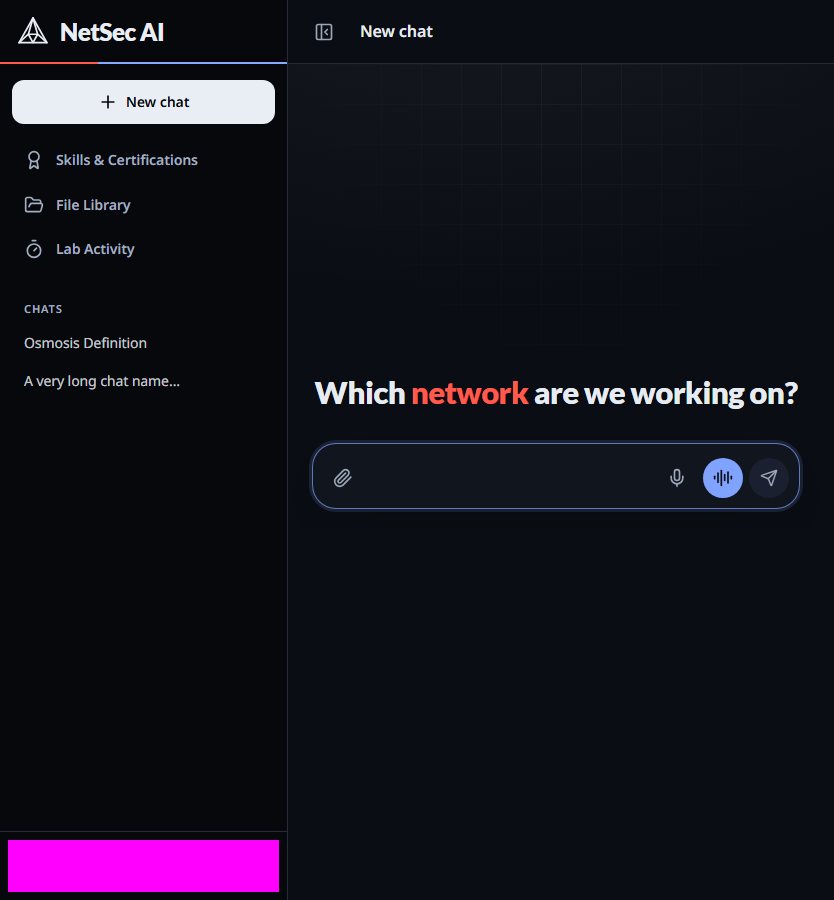 NetSec AI
New chat
New chat
Skills & Certifications
File Library
Lab Activity
CHATS
Osmosis Definition
A very long chat name...
Which network are we working on?